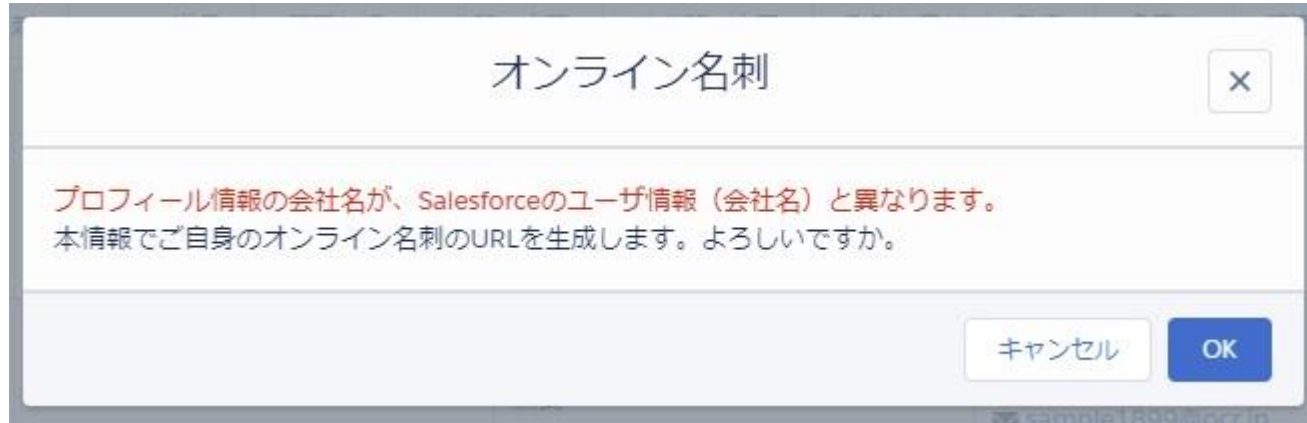 オンライン名刺
×
プロフィール情報の会社名が、Salesforceのユーザ情報（会社名）と異なります。
本情報でご自身のオンライン名刺のURLを生成します。よろしいですか。
キャンセル
OK
sample1899@ocr.jp